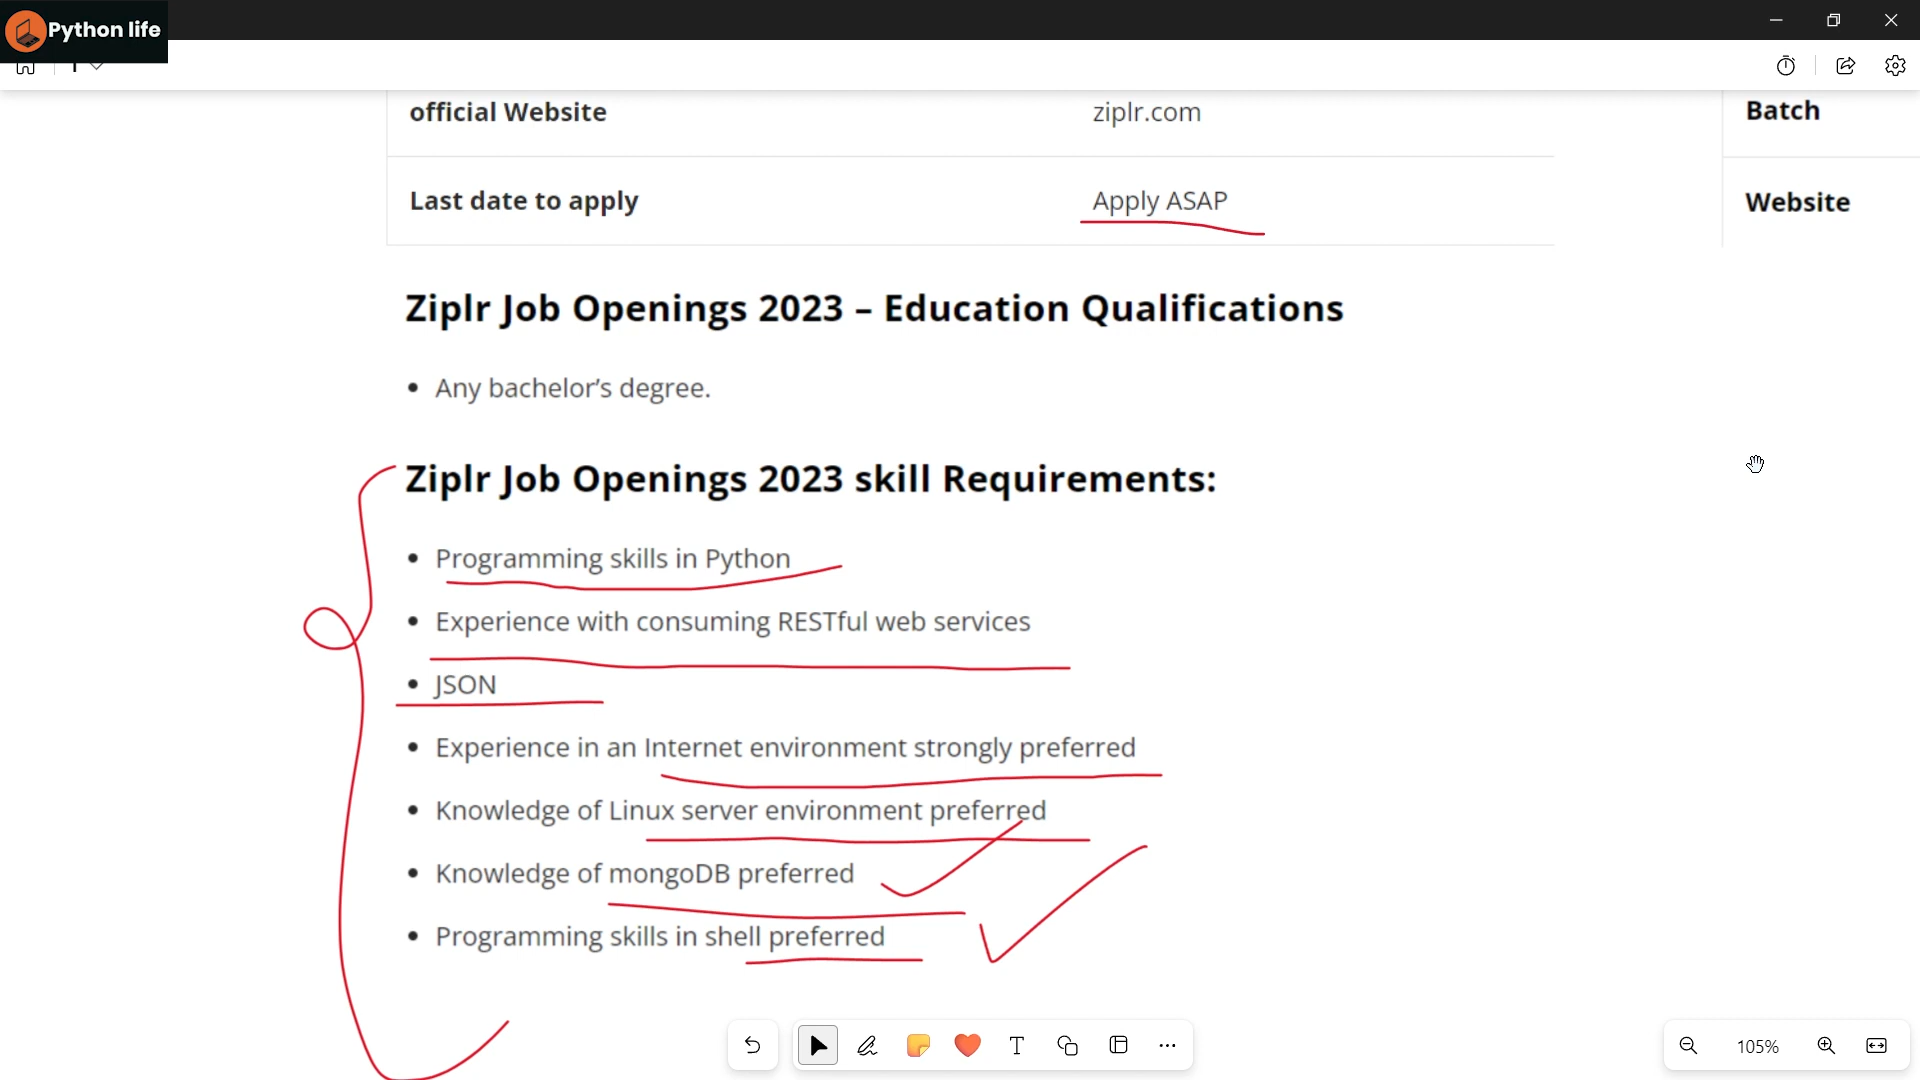 Python life
official Website ziplr.com
Batch
Last date to apply Apply ASAP
Website
Ziplr Job Openings 2023 – Education Qualifications
• Any bachelor's degree.
Ziplr Job Openings 2023 skill Requirements:
• Programming skills in Python
• Experience with consuming RESTful web services
• JSON
• Experience in an Internet environment strongly preferred
• Knowledge of Linux server environment preferred
• Knowledge of mongoDB preferred
• Programming skills in shell preferred
105%